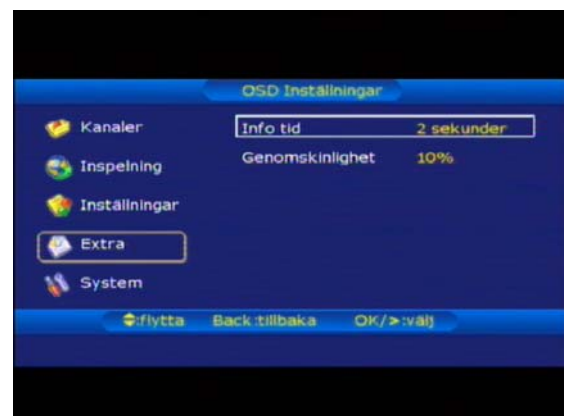 OSD Inställningar
Kanaler
Inspelning
Inställningar
Extra
System
Info tid 2 sekunder
Genomskinlighet 10%
:flytta Back:tillbaka OK/>:välj